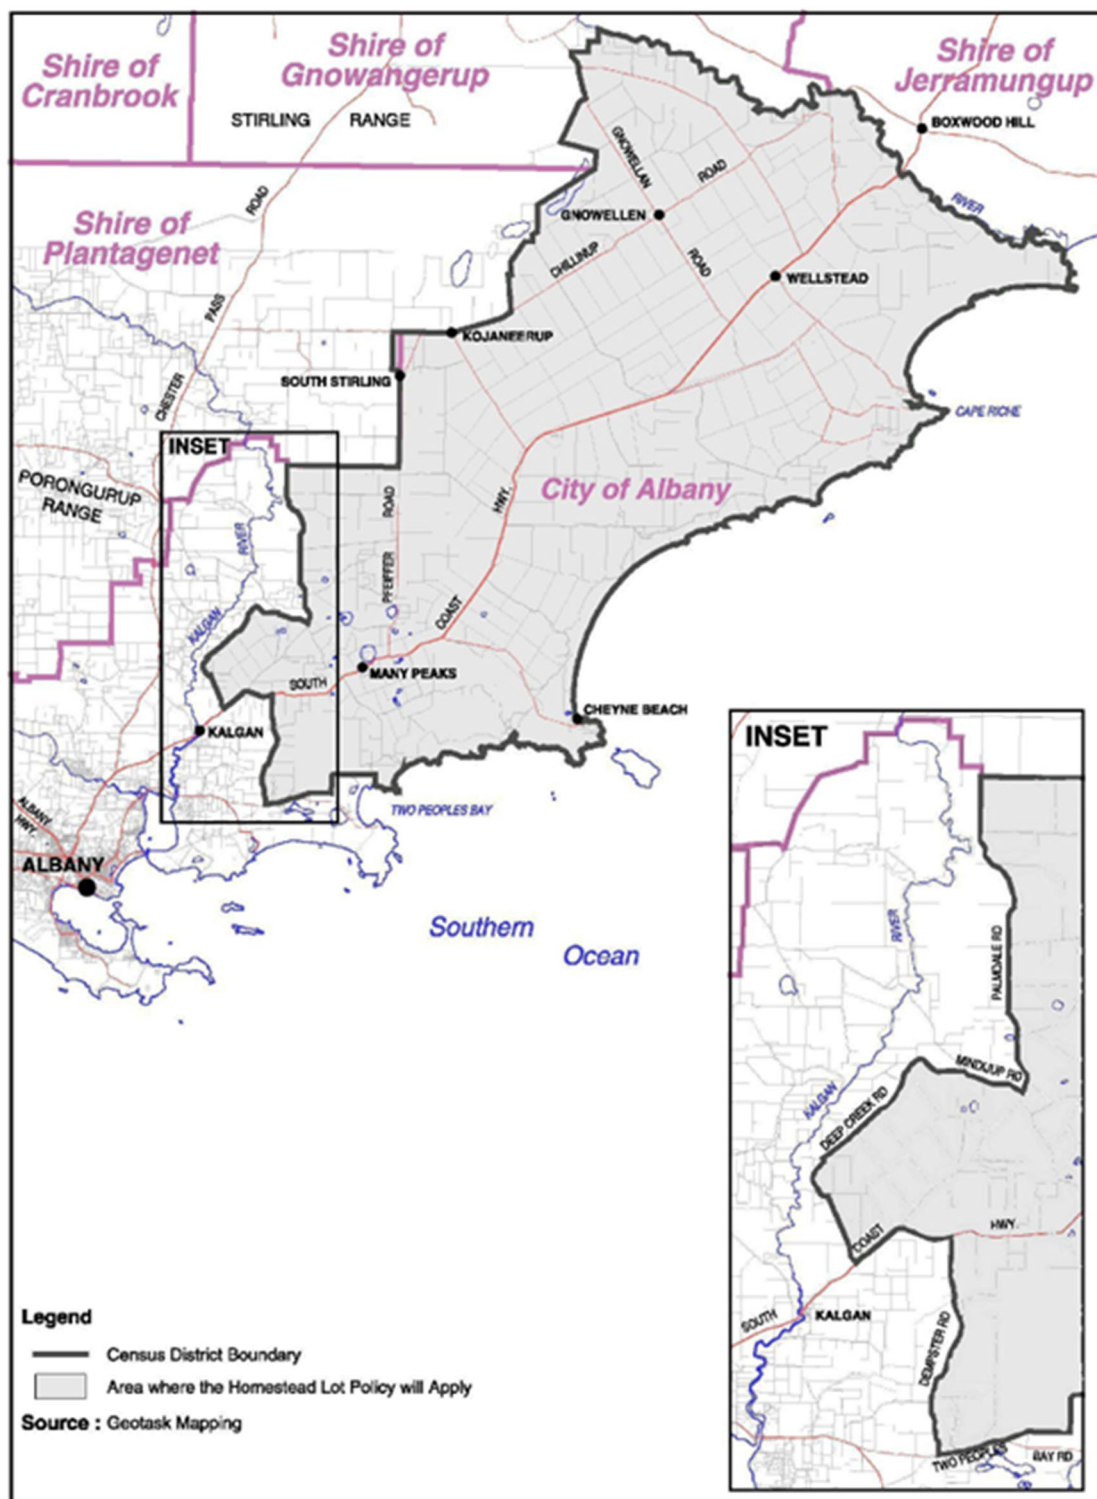 Shire of
Cranbrook
Shire of
Gnowangerup
Shire of
Jerramungup
STIRLING RANGE
BOXWOOD HILL
GNOWELLAN
ROAD
ROAD
RIVER
Shire of
Plantagenet
GNOWELLEN
CHILLINUP
ROAD
WELLSTEAD
PASS
KOJANEERUP
SOUTH STIRLING
CHESTER
CAPE RICHE
INSET
PORONGURUP
RANGE
City of Albany
HWY.
ROAD
RIVER
PFEIFFER
COAST
KALGAN
MANY PEAKS
SOUTH
CHEYNE BEACH
KALGAN
TWO PEOPLES BAY
ALBANY
HWY.
ALBANY
Southern
Ocean
INSET
RIVER
PALMDALE RD
MINDIJUP RD
KALGAN
DEEP CREEK RD
COAST
HWY.
KALGAN
SOUTH
DEMPSTER RD
TWO PEOPLES
BAY RD
Legend
Census District Boundary
Area where the Homestead Lot Policy will Apply
Source : Geotask Mapping